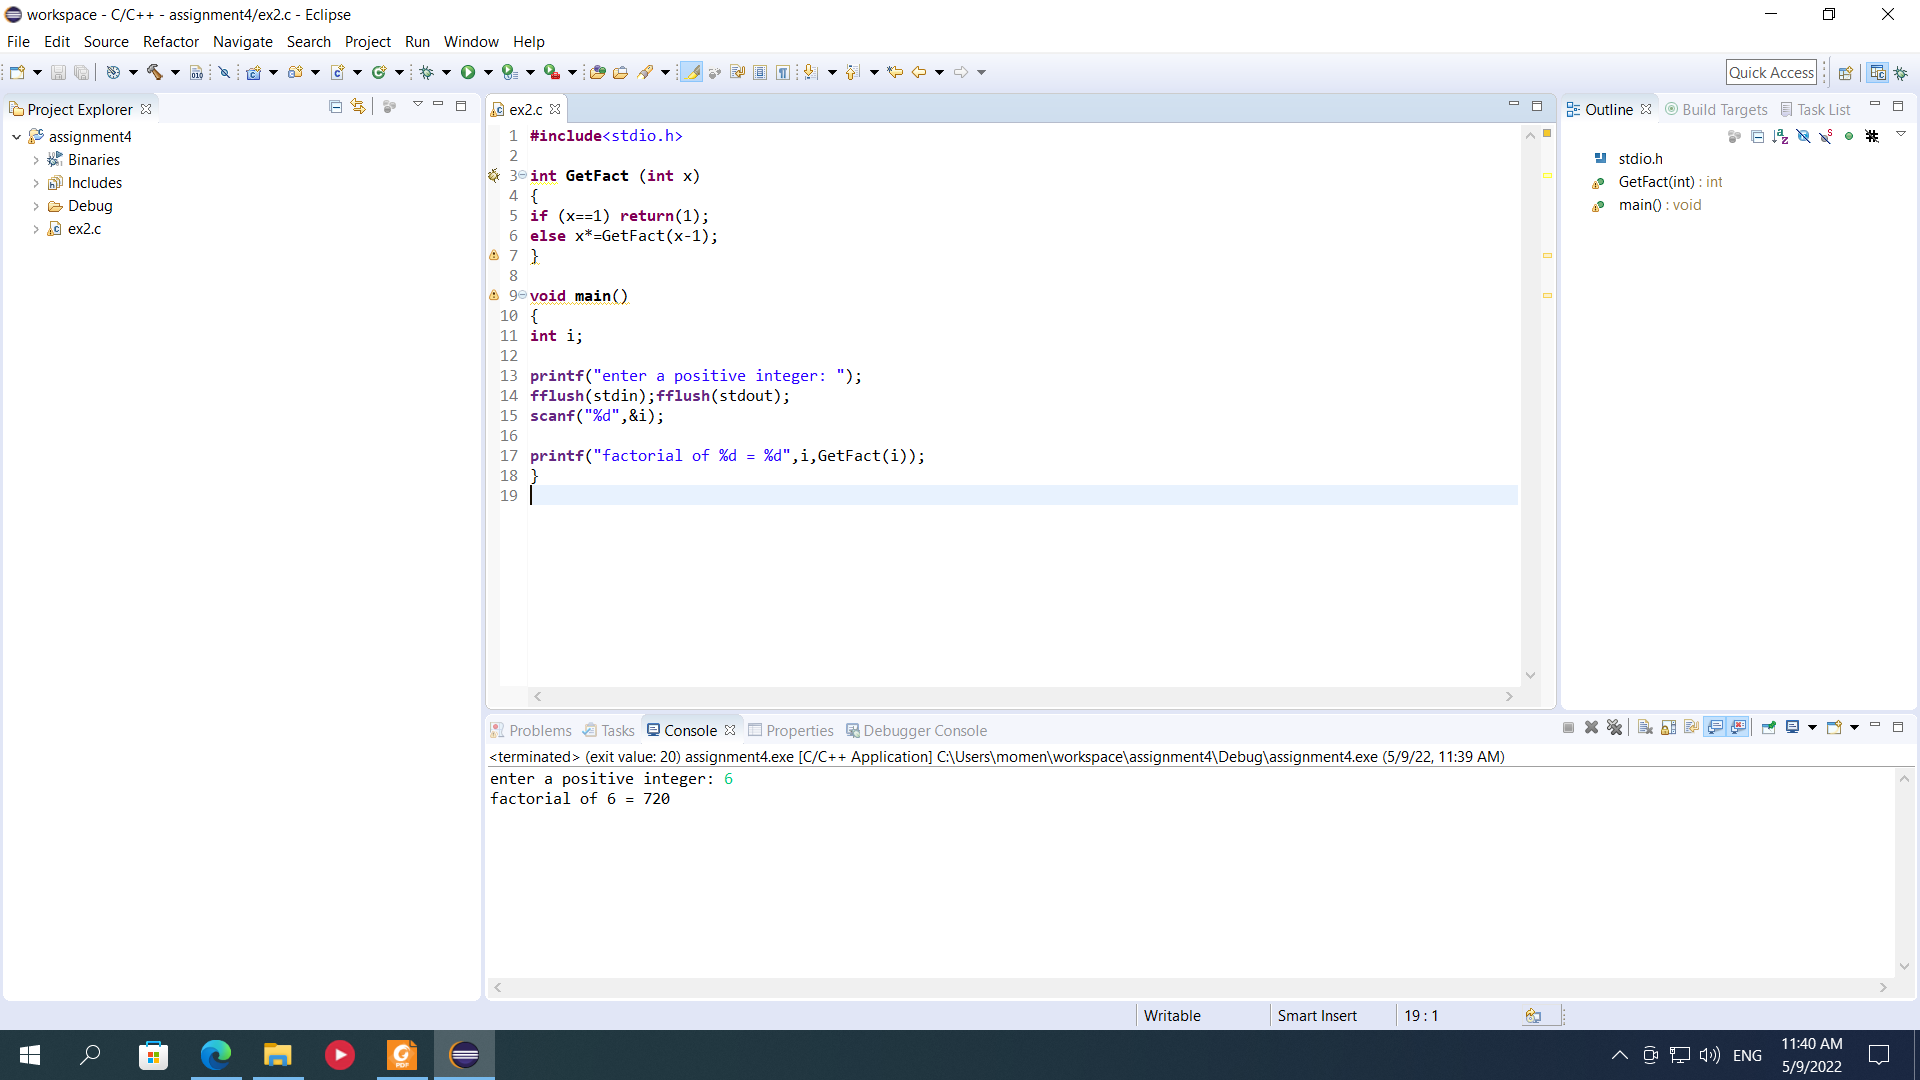 workspace - C/C++ - assignment4/ex2.c - Eclipse
File Edit Source Refactor Navigate Search Project Run Window Help
Quick Access
Project Explorer
assignment4
Binaries
Includes
Debug
ex2.c
ex2.c
1 #include<stdio.h>
2
3 int GetFact (int x)
4 {
5 if (x==1) return(1);
6 else x*=GetFact(x-1);
7 }
8
9 void main()
10 {
11 int i;
12
13 printf("enter a positive integer: ");
14 fflush(stdin);fflush(stdout);
15 scanf("%d",&i);
16
17 printf("factorial of %d = %d",i,GetFact(i));
18 }
19
Outline Build Targets Task List
stdio.h
GetFact(int) : int
main() : void
Problems Tasks Console Properties Debugger Console
<terminated> (exit value: 20) assignment4.exe [C/C++ Application] C:\Users\momen\workspace\assignment4\Debug\assignment4.exe (5/9/22, 11:39 AM)
enter a positive integer: 6
factorial of 6 = 720
Writable Smart Insert 19 : 1
ENG
11:40 AM
5/9/2022